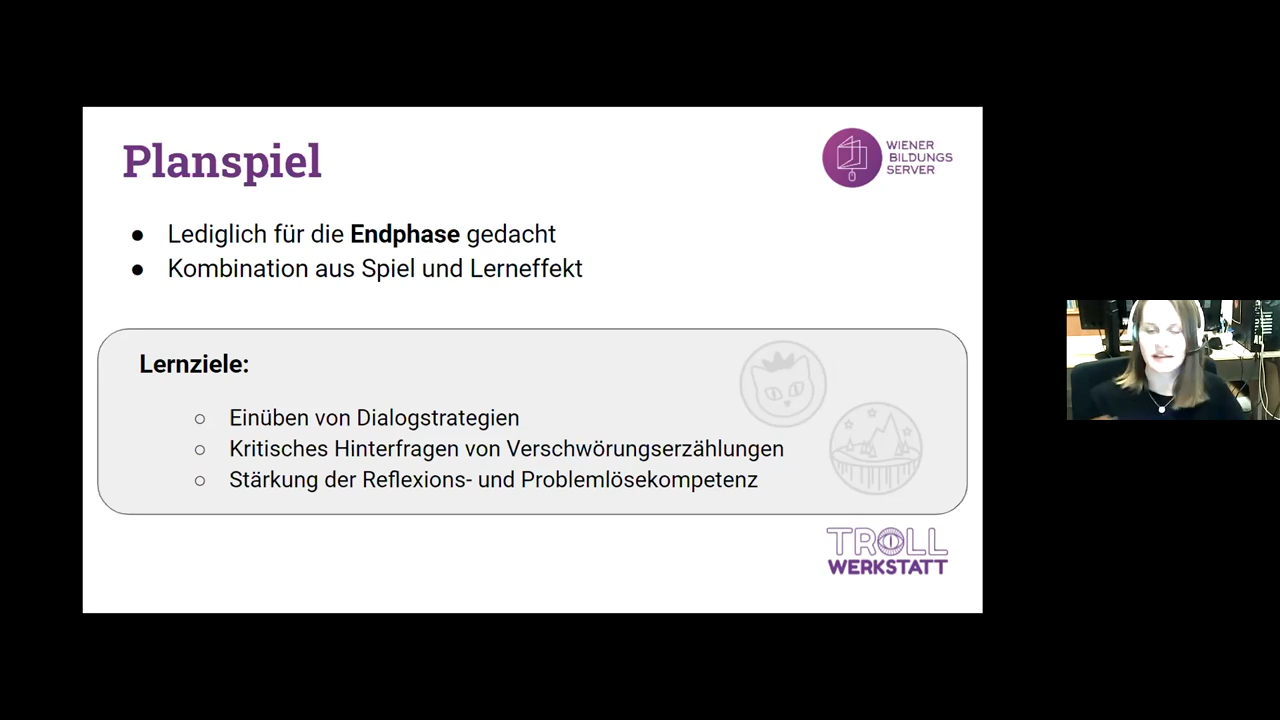 Planspiel
WIENER
BILDUNGS
SERVER
● Lediglich für die Endphase gedacht
● Kombination aus Spiel und Lerneffekt
Lernziele:
○ Einüben von Dialogstrategien
○ Kritisches Hinterfragen von Verschwörungserzählungen
○ Stärkung der Reflexions- und Problemlösekompetenz
TROLL
WERKSTATT